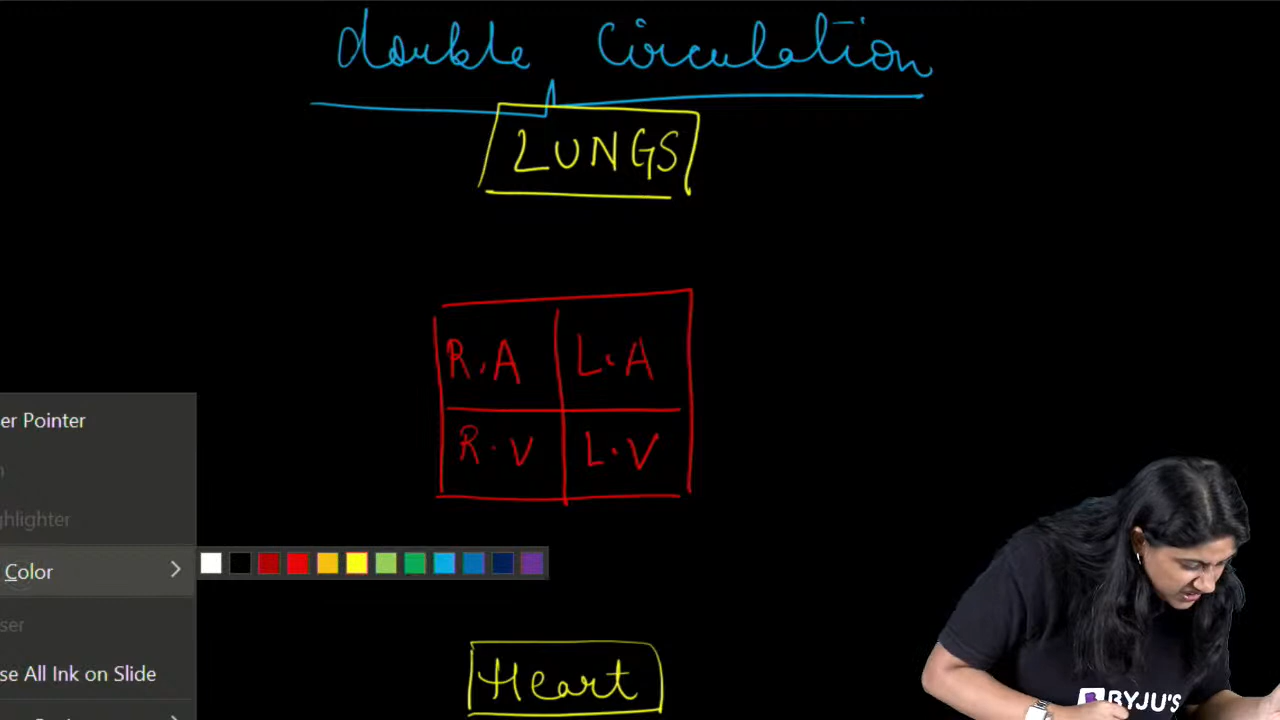 double Circulation
LUNGS
R.A L.A
R.V L.V
er Pointer
ghlighter
Color
ser
se All Ink on Slide
Heart
BYJU'S